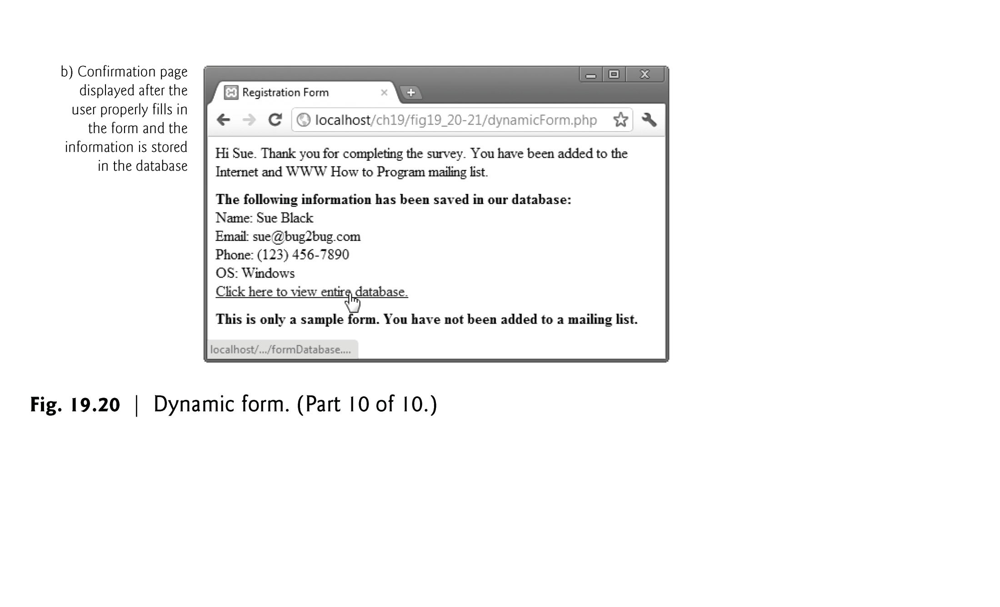 b) Confirmation page
displayed after the
user properly fills in
the form and the
information is stored
in the database
Registration Form
localhost/ch19/fig19_20-21/dynamicForm.php
Hi Sue. Thank you for completing the survey. You have been added to the
Internet and WWW How to Program mailing list.
The following information has been saved in our database:
Name: Sue Black
Email: sue@bug2bug.com
Phone: (123) 456-7890
OS: Windows
Click here to view entire database.
This is only a sample form. You have not been added to a mailing list.
localhost/.../formDatabase....
Fig. 19.20 | Dynamic form. (Part 10 of 10.)